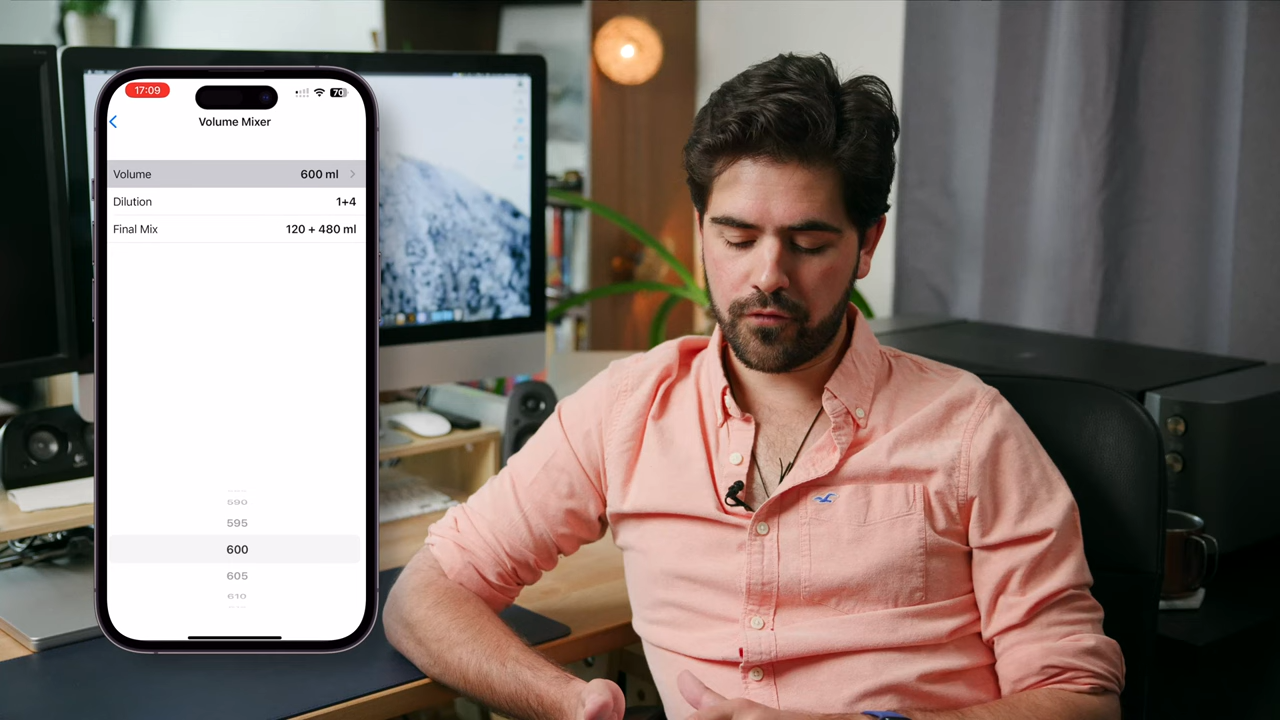 17:09
70
Volume Mixer
Volume 600 ml
Dilution 1+4
Final Mix 120 + 480 ml
590
595
600
605
610